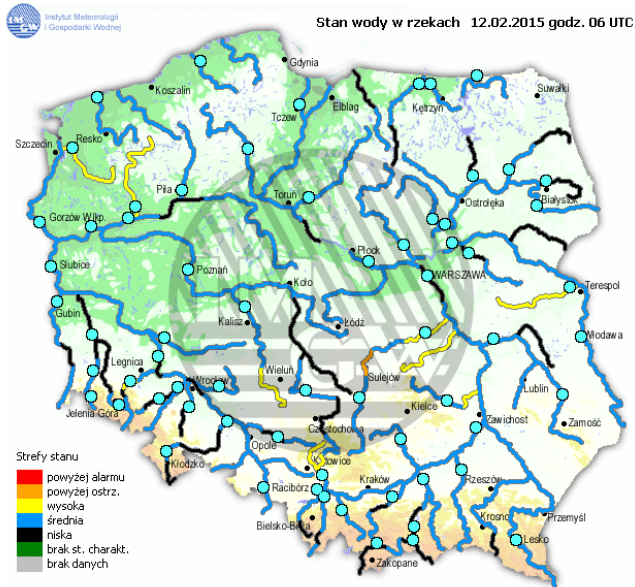 Instytut Meteorologii
i Gospodarki Wodnej
IMGW
Stan wody w rzekach 12.02.2015 godz. 06 UTC
Gdynia
Koszalin
Elbląg
Kętrzyn
Suwałki
Tczew
Resko
Szczecin
Piła
Toruń
Ostrołęka
Białystok
Gorzów Wlkp.
Płock
Słubice
Poznań
WARSZAWA
Koło
Terespol
Gubin
Kalisz
Łódź
Włodawa
Legnica
Wrocław
Wieluń
Sulejów
Lublin
Jelenia Góra
Kielce
Zawichost
Zamość
Częstochowa
Opole
Kłodzko
Katowice
Racibórz
Kraków
Rzeszów
Bielsko-Biała
Krosno
Przemyśl
Lesko
Zakopane
Strefy stanu
powyżej alarmu
powyżej ostrz.
wysoka
średnia
niska
brak st. charakt.
brak danych